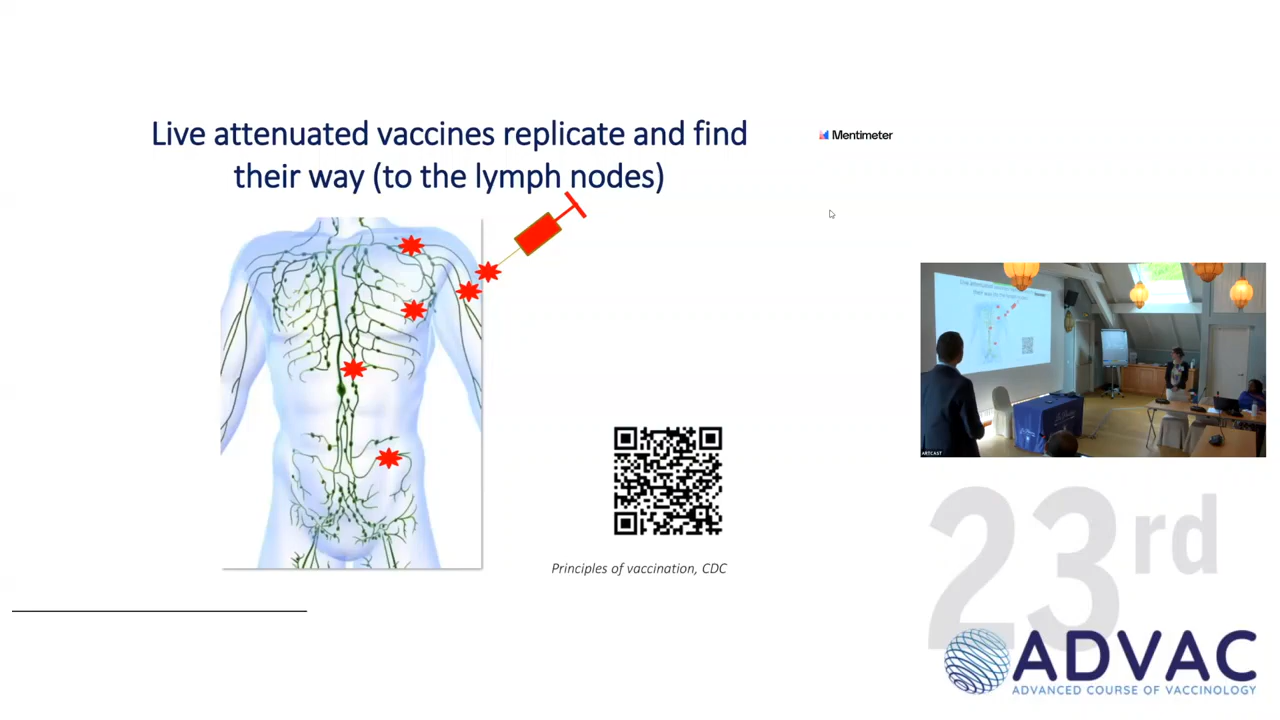 Live attenuated vaccines replicate and find
their way (to the lymph nodes)
Mentimeter
Principles of vaccination, CDC
ARTCAST
23rd
ADVAC
ADVANCED COURSE OF VACCINOLOGY